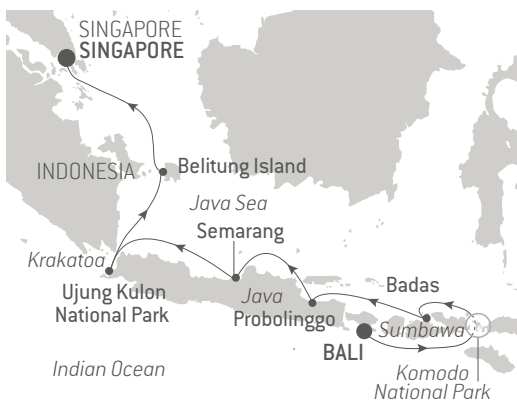 SINGAPORE
SINGAPORE
INDONESIA
Belitung Island
Java Sea
Semarang
Krakatoa
Ujung Kulon
National Park
Java
Probolinggo
Badas
Sumbawa
BALI
Komodo
National Park
Indian Ocean